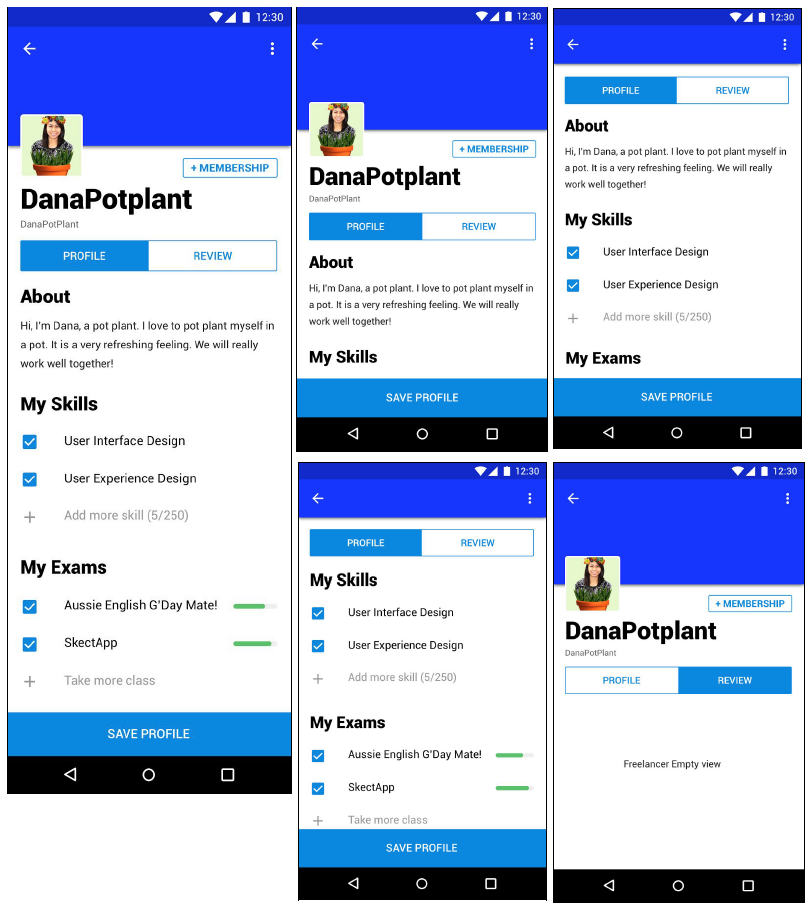 12:30
+ MEMBERSHIP
DanaPotplant
DanaPotPlant
PROFILE REVIEW
About
Hi, I'm Dana, a pot plant. I love to pot plant myself in
a pot. It is a very refreshing feeling. We will really
work well together!
My Skills
User Interface Design
User Experience Design
+ Add more skill (5/250)
My Exams
Aussie English G'Day Mate!
SkectApp
+ Take more class
SAVE PROFILE
12:30
+ MEMBERSHIP
DanaPotplant
DanaPotPlant
PROFILE REVIEW
About
Hi, I'm Dana, a pot plant. I love to pot plant myself in
a pot. It is a very refreshing feeling. We will really
work well together!
My Skills
SAVE PROFILE
12:30
PROFILE REVIEW
About
Hi, I'm Dana, a pot plant. I love to pot plant myself in
a pot. It is a very refreshing feeling. We will really
work well together!
My Skills
User Interface Design
User Experience Design
+ Add more skill (5/250)
My Exams
SAVE PROFILE
12:30
PROFILE REVIEW
My Skills
User Interface Design
User Experience Design
+ Add more skill (5/250)
My Exams
Aussie English G'Day Mate!
SkectApp
+ Take more class
SAVE PROFILE
12:30
+ MEMBERSHIP
DanaPotplant
DanaPotPlant
PROFILE REVIEW
Freelancer Empty view